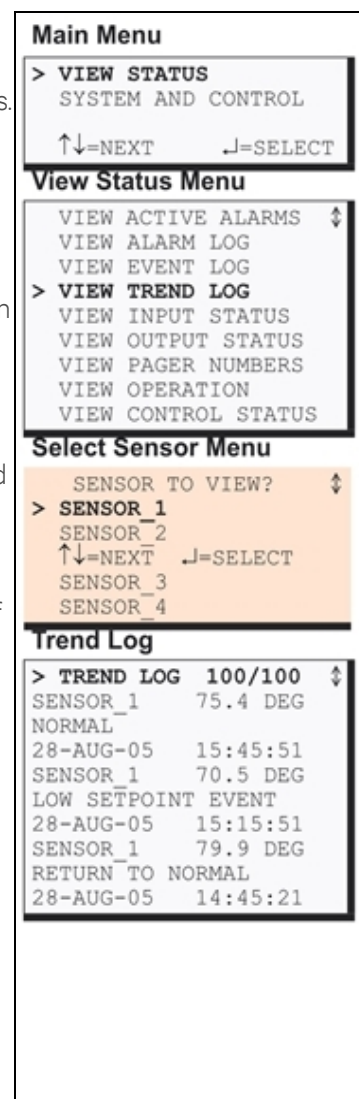 Main Menu
> VIEW STATUS
SYSTEM AND CONTROL
↑↓=NEXT ↵=SELECT
View Status Menu
VIEW ACTIVE ALARMS ↕
VIEW ALARM LOG
VIEW EVENT LOG
> VIEW TREND LOG
VIEW INPUT STATUS
VIEW OUTPUT STATUS
VIEW PAGER NUMBERS
VIEW OPERATION
VIEW CONTROL STATUS
Select Sensor Menu
SENSOR TO VIEW? ↕
> SENSOR_1
SENSOR_2
↑↓=NEXT ↵=SELECT
SENSOR_3
SENSOR_4
Trend Log
> TREND LOG 100/100 ↕
SENSOR_1 75.4 DEG
NORMAL
28-AUG-05 15:45:51
SENSOR_1 70.5 DEG
LOW SETPOINT EVENT
28-AUG-05 15:15:51
SENSOR_1 79.9 DEG
RETURN TO NORMAL
28-AUG-05 14:45:21